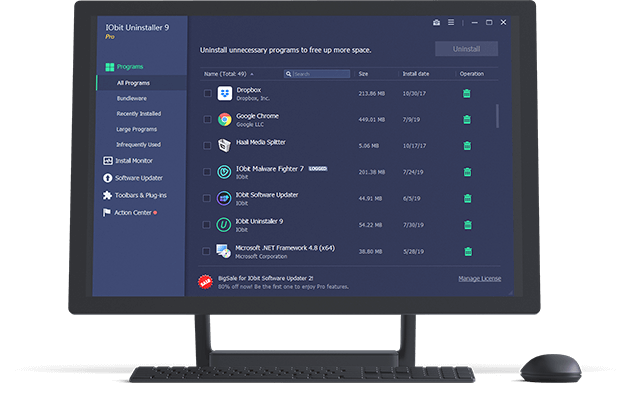 IObit Uninstaller 9
Pro
Uninstall unnecessary programs to free up more space.
Uninstall
Programs
All Programs
Bundleware
Recently Installed
Large Programs
Infrequently Used
Install Monitor
Software Updater
Toolbars & Plug-ins
Action Center
Name (Total: 49)
Search
Size
Install date
Operation
Dropbox
Dropbox, Inc.
213.86 MB
10/30/17
Google Chrome
Google LLC
449.01 MB
7/9/19
Haali Media Splitter
5.06 MB
10/17/17
IObit Malware Fighter 7
LOGGED
IObit
201.38 MB
7/24/19
IObit Software Updater
IObit
44.91 MB
6/5/19
IObit Uninstaller 9
IObit
54.22 MB
7/30/19
Microsoft .NET Framework 4.8 (x64)
Microsoft Corporation
38.80 MB
5/28/19
SALE
BigSale for IObit Software Updater 2!
80% off now! Be the first to enjoy Pro features.
Manage License